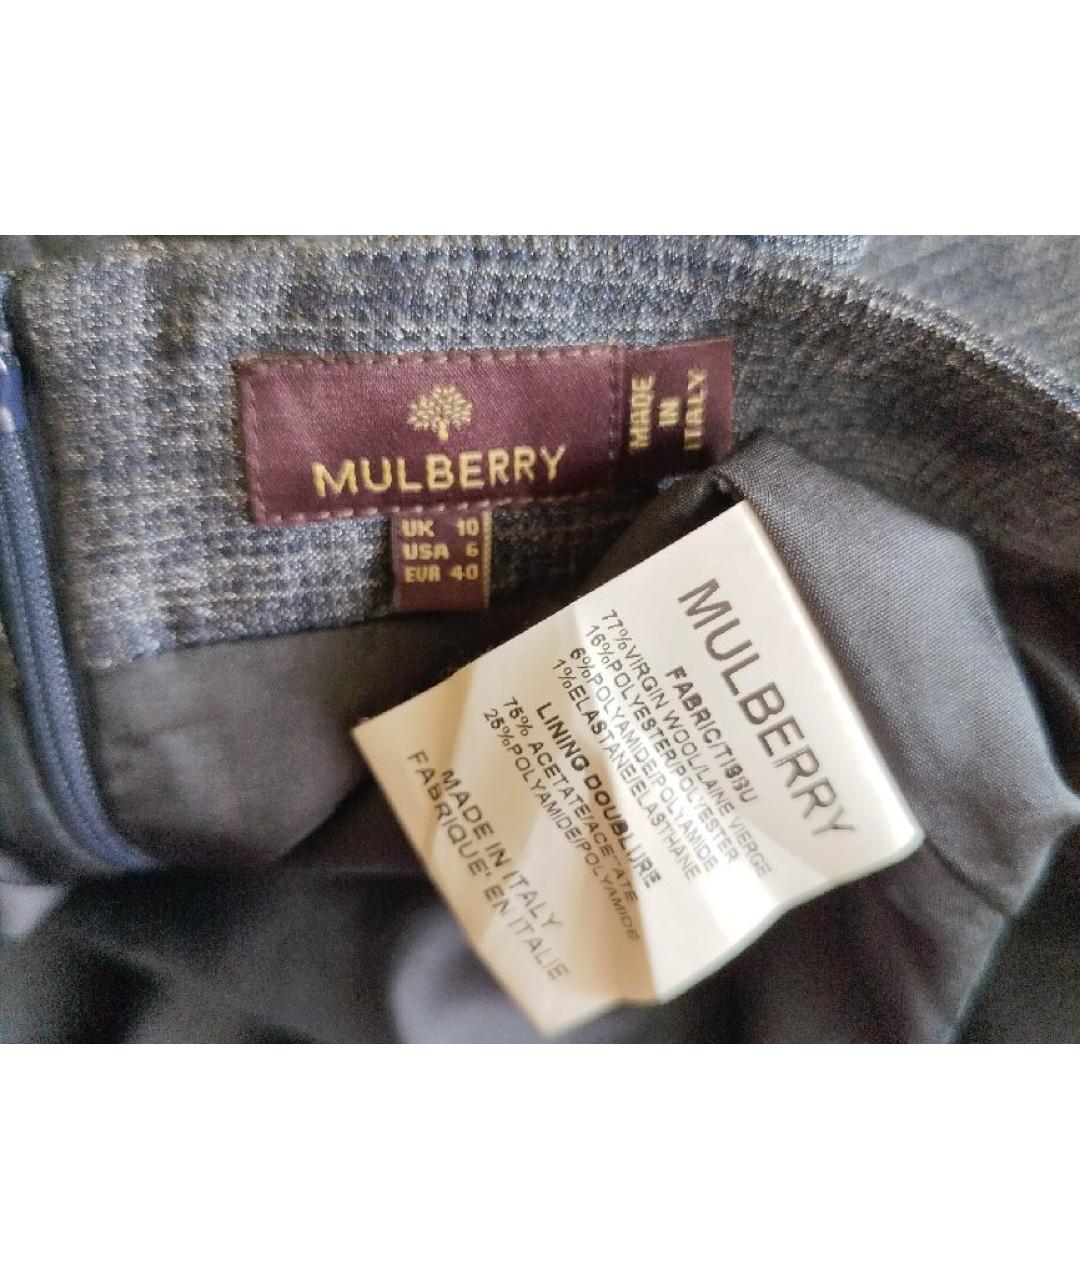 MULBERRY
MADE
IN
ITALY
UK 10
USA 6
EUR 40
MULBERRY
FABRIC/TISSU
77%VIRGIN WOOL/LAINE VIERGE
16%POLYESTER/POLYESTER
6%POLYAMIDE/POLYAMIDE
1%ELASTANE/ELASTHANE
LINING DOUBLURE
75% ACETATE/ACETATE
25%POLYAMIDE/POLYAMIDE
MADE IN ITALY
FABRIQUE' EN ITALIE